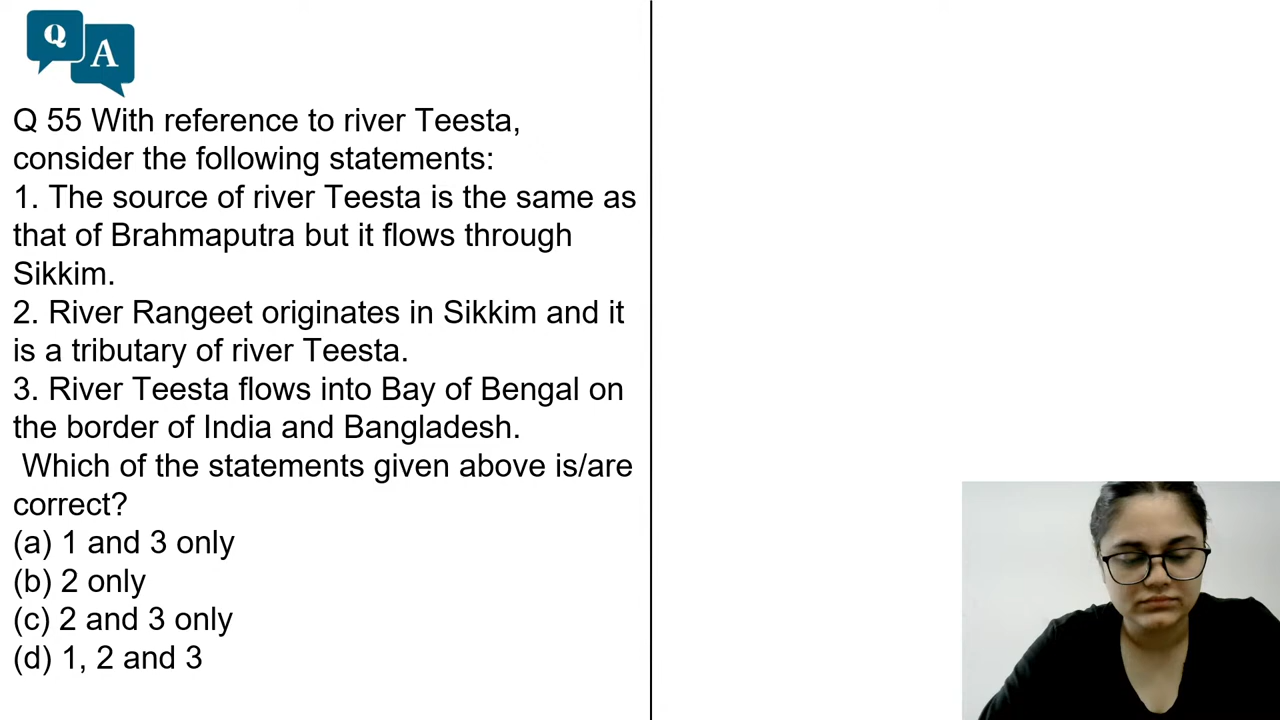 Q
A
Q 55 With reference to river Teesta,
consider the following statements:
1. The source of river Teesta is the same as
that of Brahmaputra but it flows through
Sikkim.
2. River Rangeet originates in Sikkim and it
is a tributary of river Teesta.
3. River Teesta flows into Bay of Bengal on
the border of India and Bangladesh.
Which of the statements given above is/are
correct?
(a) 1 and 3 only
(b) 2 only
(c) 2 and 3 only
(d) 1, 2 and 3